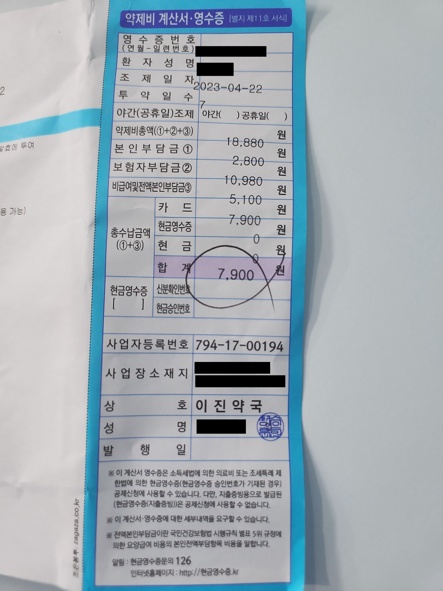 약제비 계산서·영수증 [별지 제11호 서식]
영 수 증 번 호
(연월-일련번호)
환 자 성 명
조 제 일 자 2023-04-22
투 약 일 수 7
야간(공휴일)조제 야간( ) 공휴일( )
약제비총액(①+②+③) 18,880 원
본 인 부 담 금 ① 2,800 원
보험자부담금② 10,980 원
비급여및전액본인부담금③ 5,100 원
총수납금액
(①+③)
카 드 7,900 원
현금영수증 0 원
현 금 0 원
합 계 7,900 원
현금영수증
[ ]
신분확인번호
현금승인번호
사업자등록번호 794-17-00194
사 업 장 소 재 지
상 호 이 진 약 국
성 명
발 행 일
※ 이 계산서·영수증은 소득세법에 의한 의료비 또는 조세특례 제
한법에 의한 현금영수증(현금영수증 승인번호가 기재된 경우)
공제신청에 사용할 수 있습니다. 다만, 지출증빙용으로 발급된
(현금영수증(지출증빙)은 공제신청에 사용할 수 없습니다.
※ 이 계산서·영수증에 대한 세부내역을 요구할 수 있습니다.
※ 전액본인부담금이란 국민건강보험법 시행규칙 별표 5위 규정에
의한 요양급여 비용의 본인전액부담항목 비용을 말합니다.
알림 : 현금영수증문의 126
인터넷홈페이지 : http://현금영수증.kr